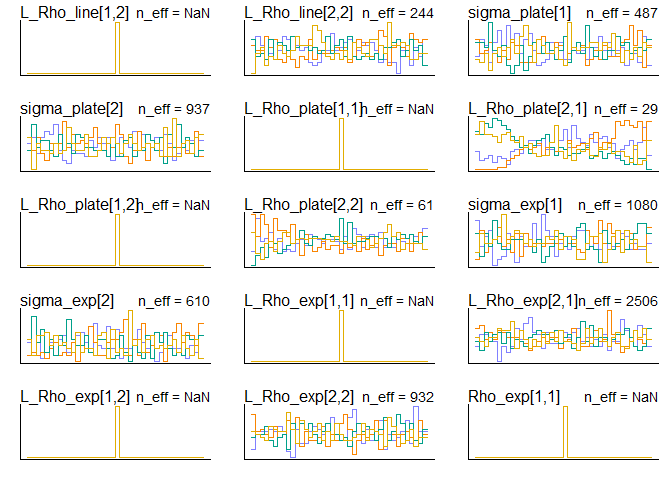 L_Rho_line[1,2] n_eff = NaN
L_Rho_line[2,2] n_eff = 244
sigma_plate[1] n_eff = 487
sigma_plate[2] n_eff = 937
L_Rho_plate[1,1] n_eff = NaN
L_Rho_plate[2,1] n_eff = 29
L_Rho_plate[1,2] n_eff = NaN
L_Rho_plate[2,2] n_eff = 61
sigma_exp[1] n_eff = 1080
sigma_exp[2] n_eff = 610
L_Rho_exp[1,1] n_eff = NaN
L_Rho_exp[2,1] n_eff = 2506
L_Rho_exp[1,2] n_eff = NaN
L_Rho_exp[2,2] n_eff = 932
Rho_exp[1,1] n_eff = NaN